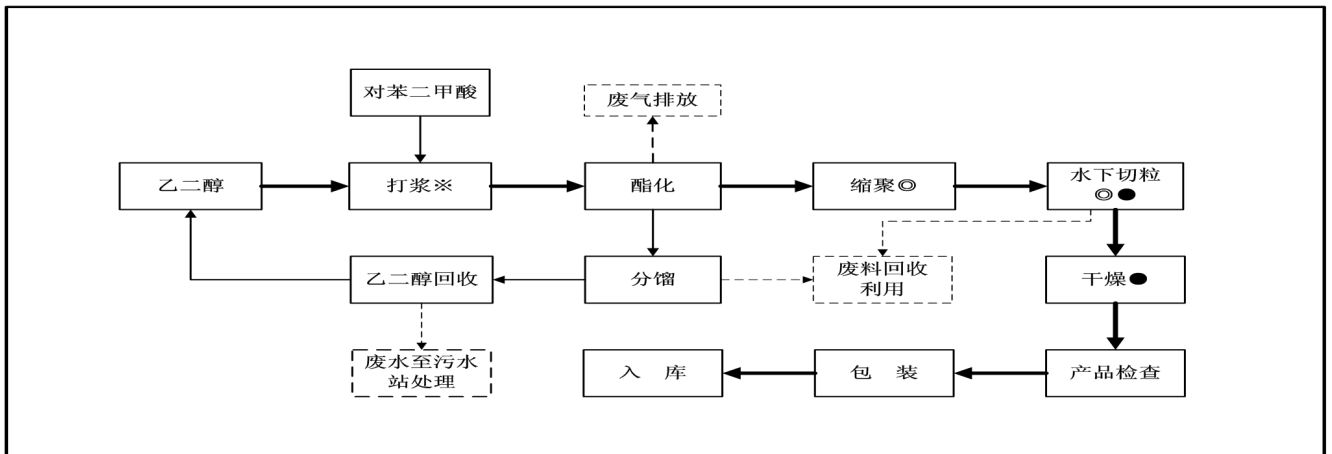 对苯二甲酸
废气排放
乙二醇
打浆※
酯化
缩聚◎
水下切粒
◎●
乙二醇回收
分馏
废料回收
利用
干燥●
废水至污水
站处理
入 库
包 装
产品检查